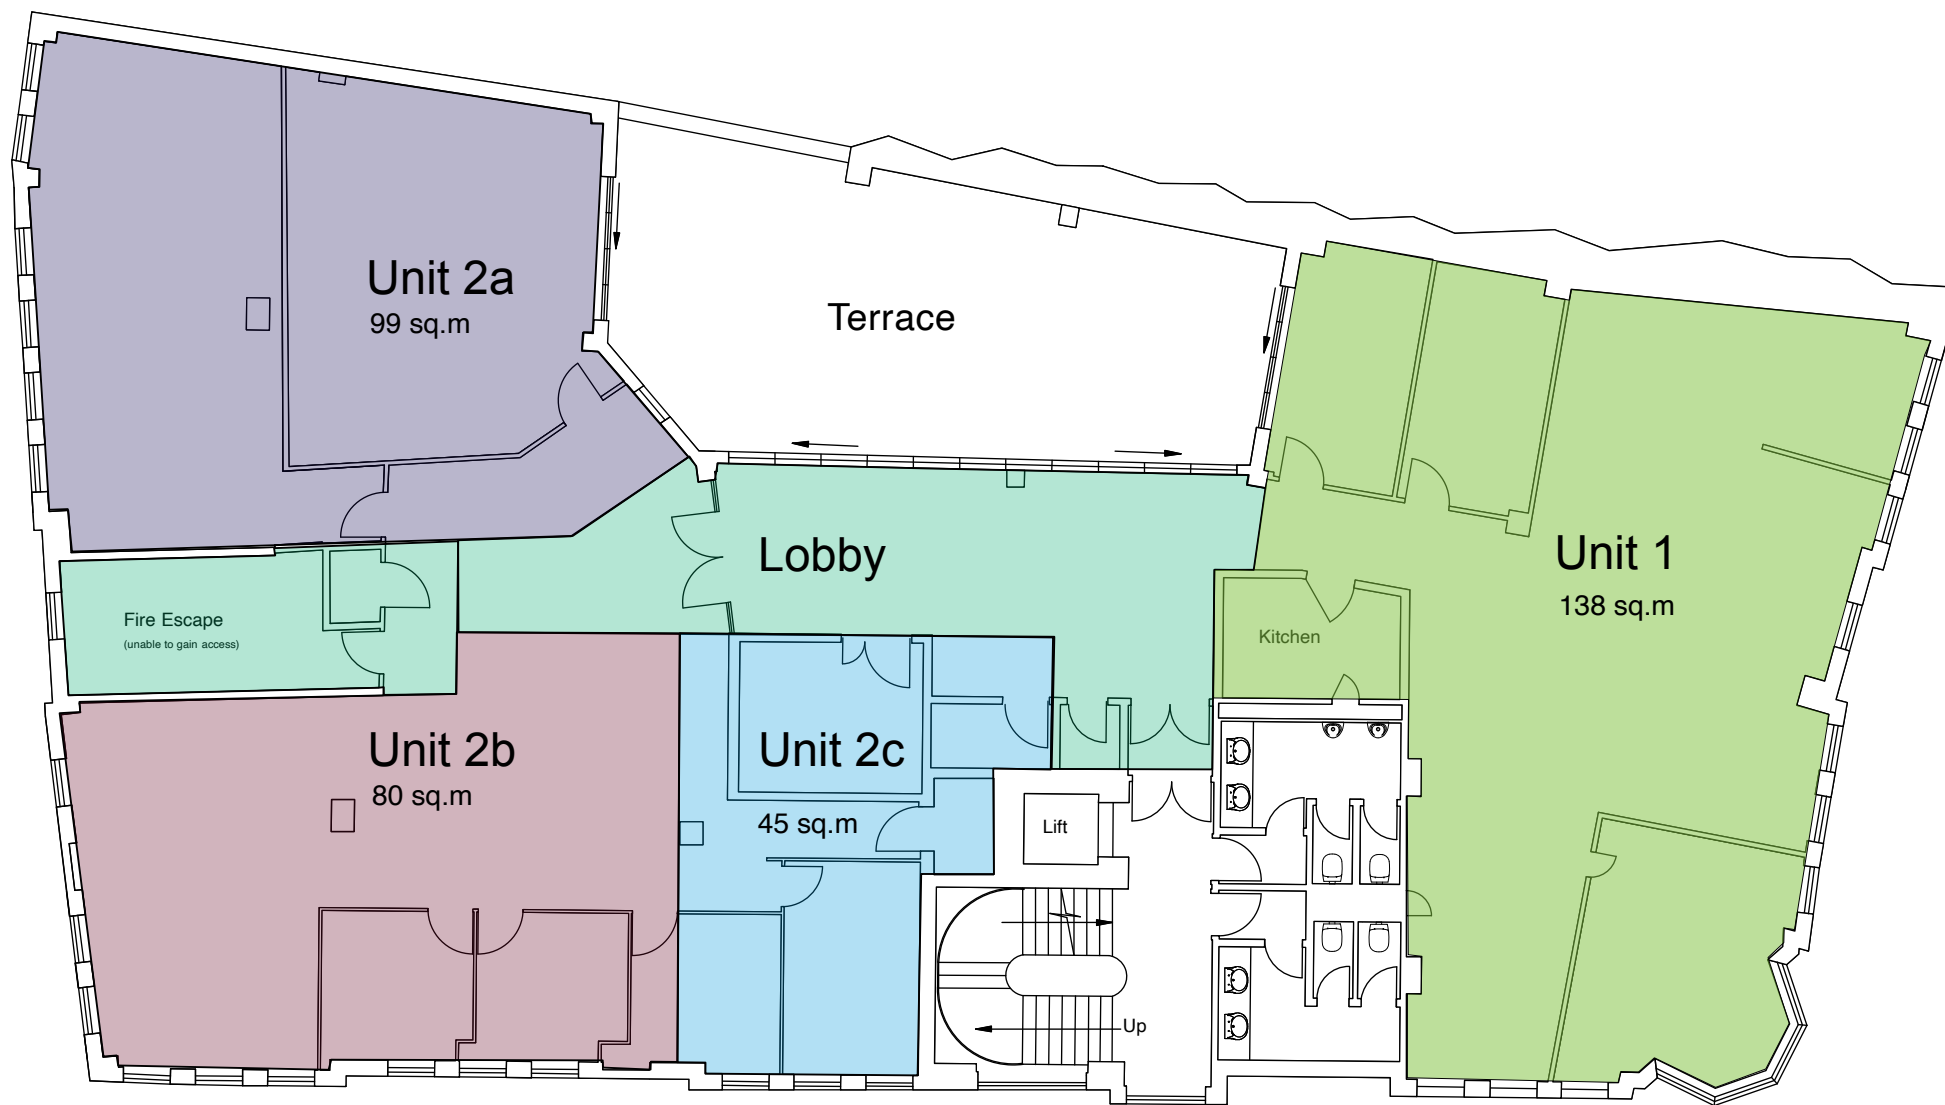 Unit 2a
99 sq.m
Terrace
Lobby
Unit 1
138 sq.m
Fire Escape
(unable to gain access)
Kitchen
Unit 2b
80 sq.m
Unit 2c
45 sq.m
Lift
Up